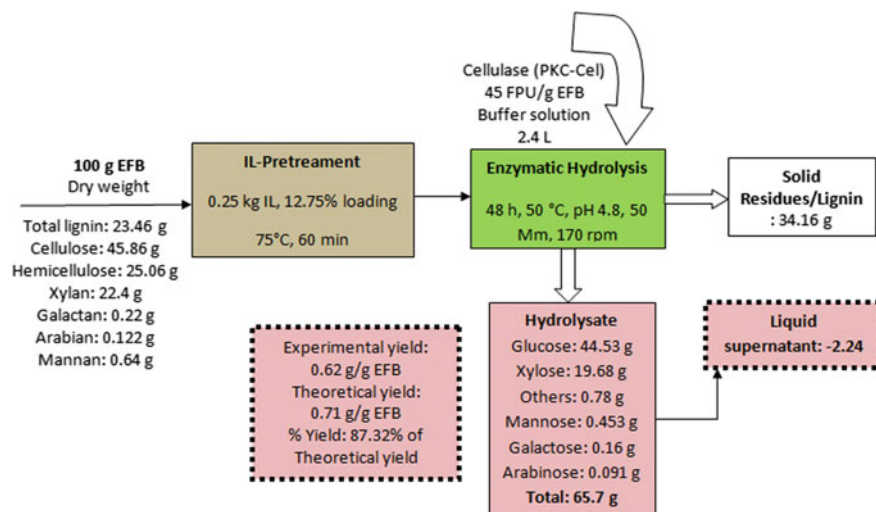 100 g EFB
Dry weight
Total lignin: 23.46 g
Cellulose: 45.86 g
Hemicellulose: 25.06 g
Xylan: 22.4 g
Galactan: 0.22 g
Arabian: 0.122 g
Mannan: 0.64 g
IL-Pretreament
0.25 kg IL, 12.75% loading
75°C, 60 min
Cellulase (PKC-Cel)
45 FPU/g EFB
Buffer solution
2.4 L
Enzymatic Hydrolysis
48 h, 50 °C, pH 4.8, 50
Mm, 170 rpm
Solid
Residues/Lignin
: 34.16 g
Experimental yield:
0.62 g/g EFB
Theoretical yield:
0.71 g/g EFB
% Yield: 87.32% of
Theoretical yield
Hydrolysate
Glucose: 44.53 g
Xylose: 19.68 g
Others: 0.78 g
Mannose: 0.453 g
Galactose: 0.16 g
Arabinose: 0.091 g
Total: 65.7 g
Liquid
supernatant: -2.24